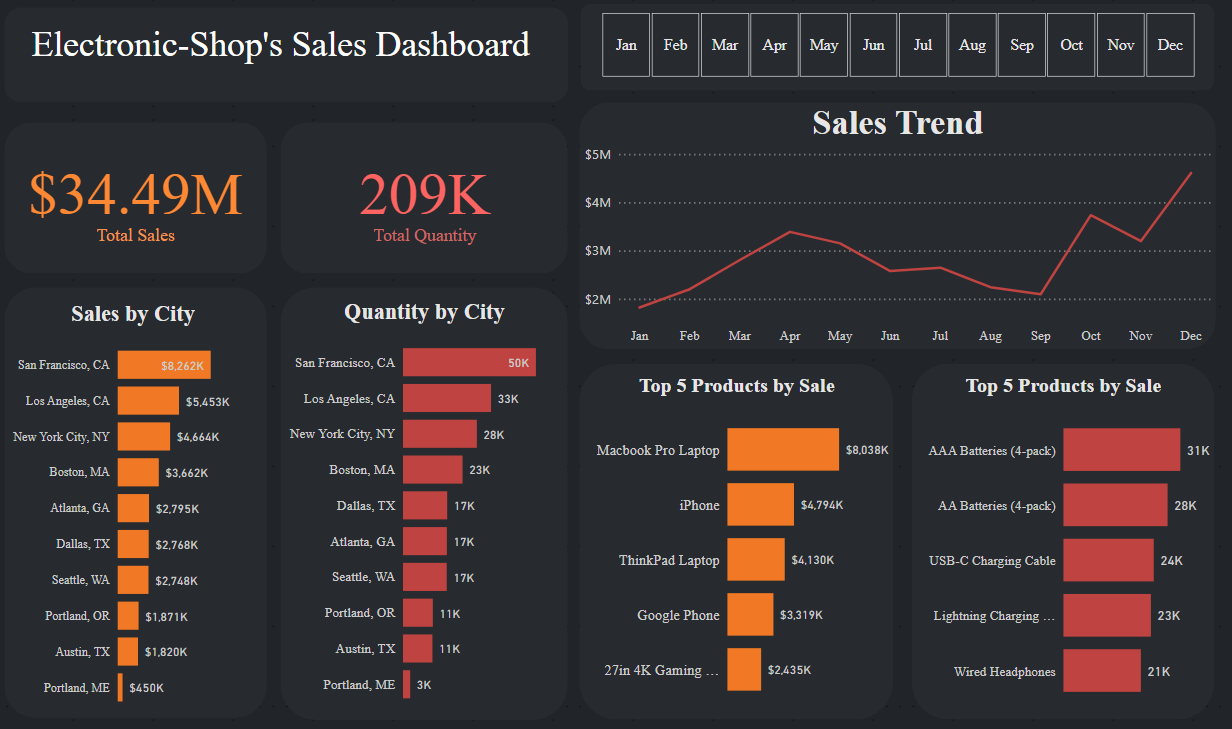 Electronic-Shop's Sales Dashboard
Jan Feb Mar Apr May Jun Jul Aug Sep Oct Nov Dec
$34.49M
Total Sales
209K
Total Quantity
Sales Trend
$5M
$4M
$3M
$2M
Jan Feb Mar Apr May Jun Jul Aug Sep Oct Nov Dec
Sales by City
San Francisco, CA $8,262K
Los Angeles, CA $5,453K
New York City, NY $4,664K
Boston, MA $3,662K
Atlanta, GA $2,795K
Dallas, TX $2,768K
Seattle, WA $2,748K
Portland, OR $1,871K
Austin, TX $1,820K
Portland, ME $450K
Quantity by City
San Francisco, CA 50K
Los Angeles, CA 33K
New York City, NY 28K
Boston, MA 23K
Dallas, TX 17K
Atlanta, GA 17K
Seattle, WA 17K
Portland, OR 11K
Austin, TX 11K
Portland, ME 3K
Top 5 Products by Sale
Macbook Pro Laptop $8,038K
iPhone $4,794K
ThinkPad Laptop $4,130K
Google Phone $3,319K
27in 4K Gaming ... $2,435K
Top 5 Products by Sale
AAA Batteries (4-pack) 31K
AA Batteries (4-pack) 28K
USB-C Charging Cable 24K
Lightning Charging ... 23K
Wired Headphones 21K